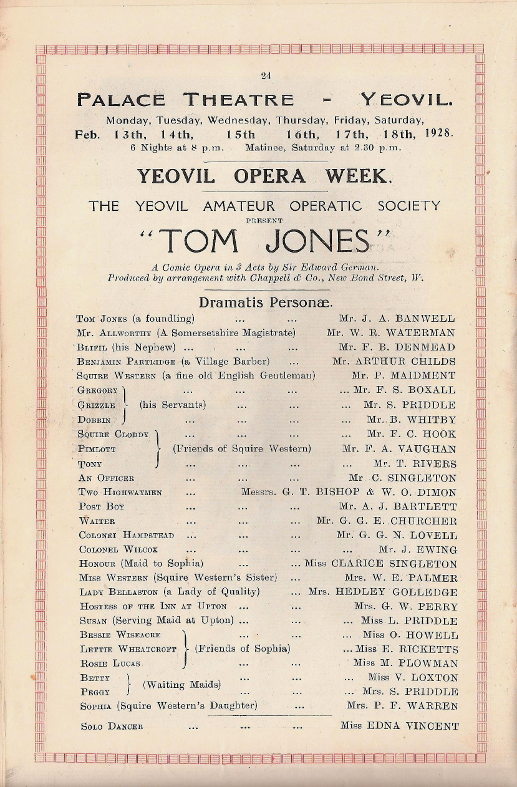 24
PALACE THEATRE - YEOVIL.
Monday, Tuesday, Wednesday, Thursday, Friday, Saturday,
Feb. 13th, 14th, 15th 16th, 17th, 18th, 1928.
6 Nights at 8 p.m. Matinee, Saturday at 2.30 p.m.
YEOVIL OPERA WEEK.
THE YEOVIL AMATEUR OPERATIC SOCIETY
PRESENT
"TOM JONES"
A Comic Opera in 3 Acts by Sir Edward German.
Produced by arrangement with Chappell & Co., New Bond Street, W.
Dramatis Personæ.
TOM JONES (a foundling) ... ... Mr. J. A. BANWELL
MR. ALLWORTHY (A Somersetshire Magistrate) Mr. W. R. WATERMAN
BLIFIL (his Nephew) ... ... ... Mr. F. B. DENMEAD
BENJAMIN PARTRIDGE (a Village Barber) ... Mr. ARTHUR CHILDS
SQUIRE WESTERN (a fine old English Gentleman) Mr. P. MAIDMENT
GREGORY ... ... ... ... Mr. F. S. BOXALL
GRIZZLE (his Servants) ... ... ... Mr. S. PRIDDLE
DOBBIN ... ... ... ... Mr. B. WHITBY
SQUIRE CLODDY ... ... ... ... Mr. F. C. HOOK
PIMLOTT (Friends of Squire Western) Mr. F. A. VAUGHAN
TONY ... ... ... ... Mr. T. RIVERS
AN OFFICER ... ... ... Mr C. SINGLETON
TWO HIGHWAYMEN ... Messrs. G. T. BISHOP & W. O. DIMON
POST BOY ... ... ... Mr. A. J. BARTLETT
WAITER ... ... ... Mr. G. G. E. CHURCHER
COLONEL HAMPSTEAD ... ... ... Mr. G. G. N. LOVELL
COLONEL WILCOX ... ... ... ... Mr. J. EWING
HONOUR (Maid to Sophia) ... ... Miss CLARICE SINGLETON
MISS WESTERN (Squire Western's Sister) ... Mrs. W. E. PALMER
LADY BELLASTON (a Lady of Quality) ... Mrs. HEDLEY GOLLEDGE
HOSTESS OF THE INN AT UPTON ... ... Mrs. G. W. PERRY
SUSAN (Serving Maid at Upton) ... ... ... Miss L. PRIDDLE
BESSIE WISEACRE ... ... ... Miss O. HOWELL
LETTIE WHEATCROFT (Friends of Sophia) ... Miss E. RICKETTS
ROSIE LUCAS ... ... ... Miss M. PLOWMAN
BETTY ... ... ... Miss V. LOXTON
PEGGY (Waiting Maids) ... ... ... Mrs. S. PRIDDLE
SOPHIA (Squire Western's Daughter) ... Mrs. P. F. WARREN
SOLO DANCER ... ... ... Miss EDNA VINCENT